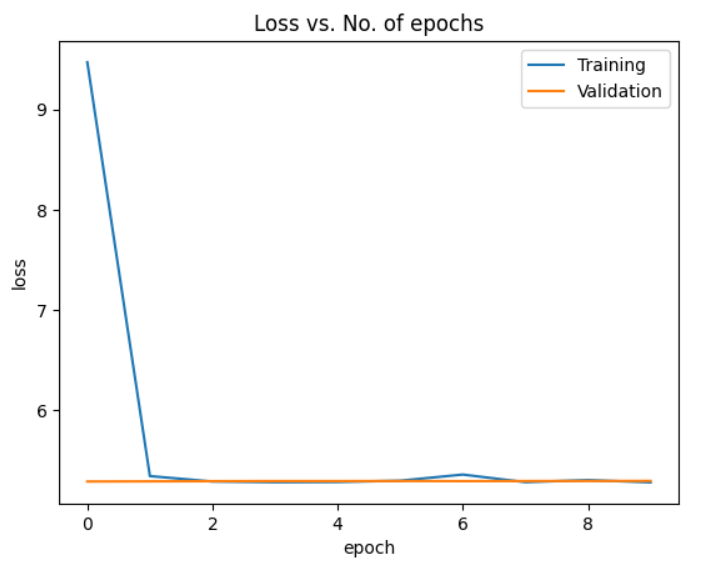 Loss vs. No. of epochs
Training
Validation
9
8
7
6
loss
0 2 4 6 8
epoch